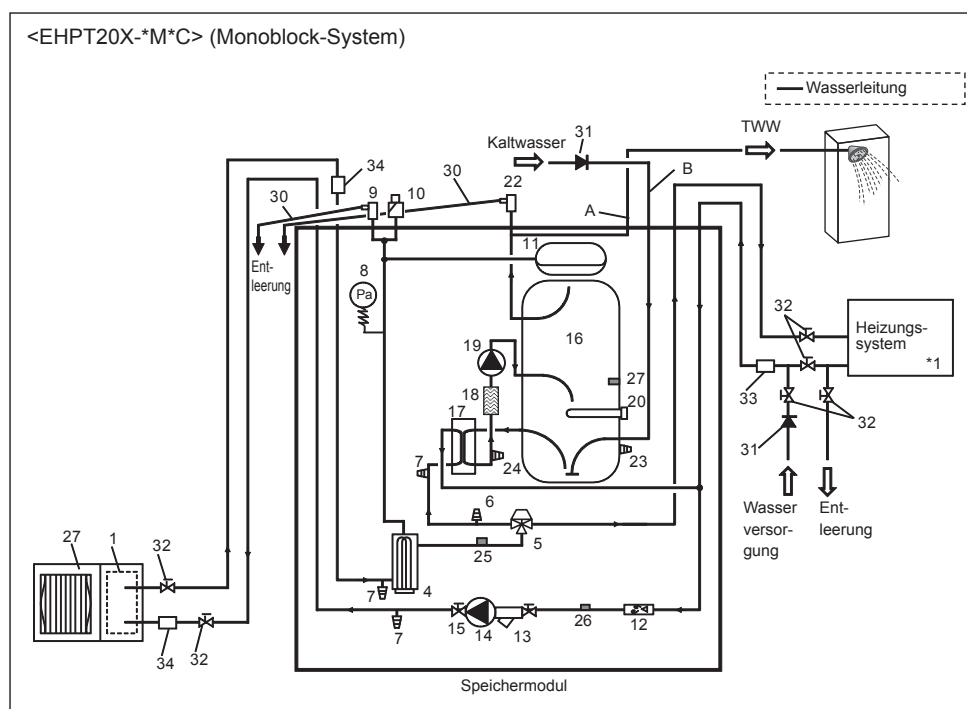 <EHPT20X-*M*C> (Monoblock-System)
Wasserleitung
TWW
Kaltwasser
31
34
30
9
10
30
22
B
A
Ent-
leerung
11
8
Pa
16
19
27
18
20
17
7
24
23
6
5
25
4
7
7
15
14
13
26
12
32
Heizungs-
system
*1
33
32
31
Wasser
versor-
gung
Ent-
leerung
27
1
32
34
32
Speichermodul